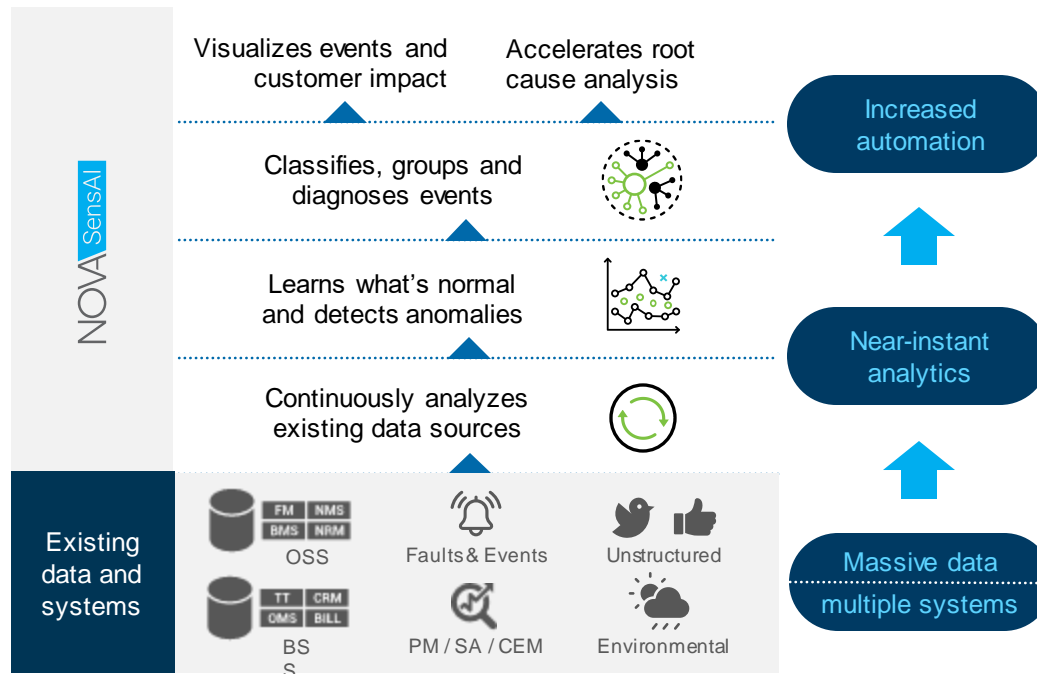 Visualizes events and
customer impact
Accelerates root
cause analysis
Increased
automation
Classifies, groups and
diagnoses events
NOVA SensAI
Learns what's normal
and detects anomalies
Near-instant
analytics
Continuously analyzes
existing data sources
Existing
data and
systems
FM NMS
BMS NRM
OSS
Faults & Events
Unstructured
TT CRM
OMS BILL
BS
S
PM / SA / CEM
Environmental
Massive data
multiple systems